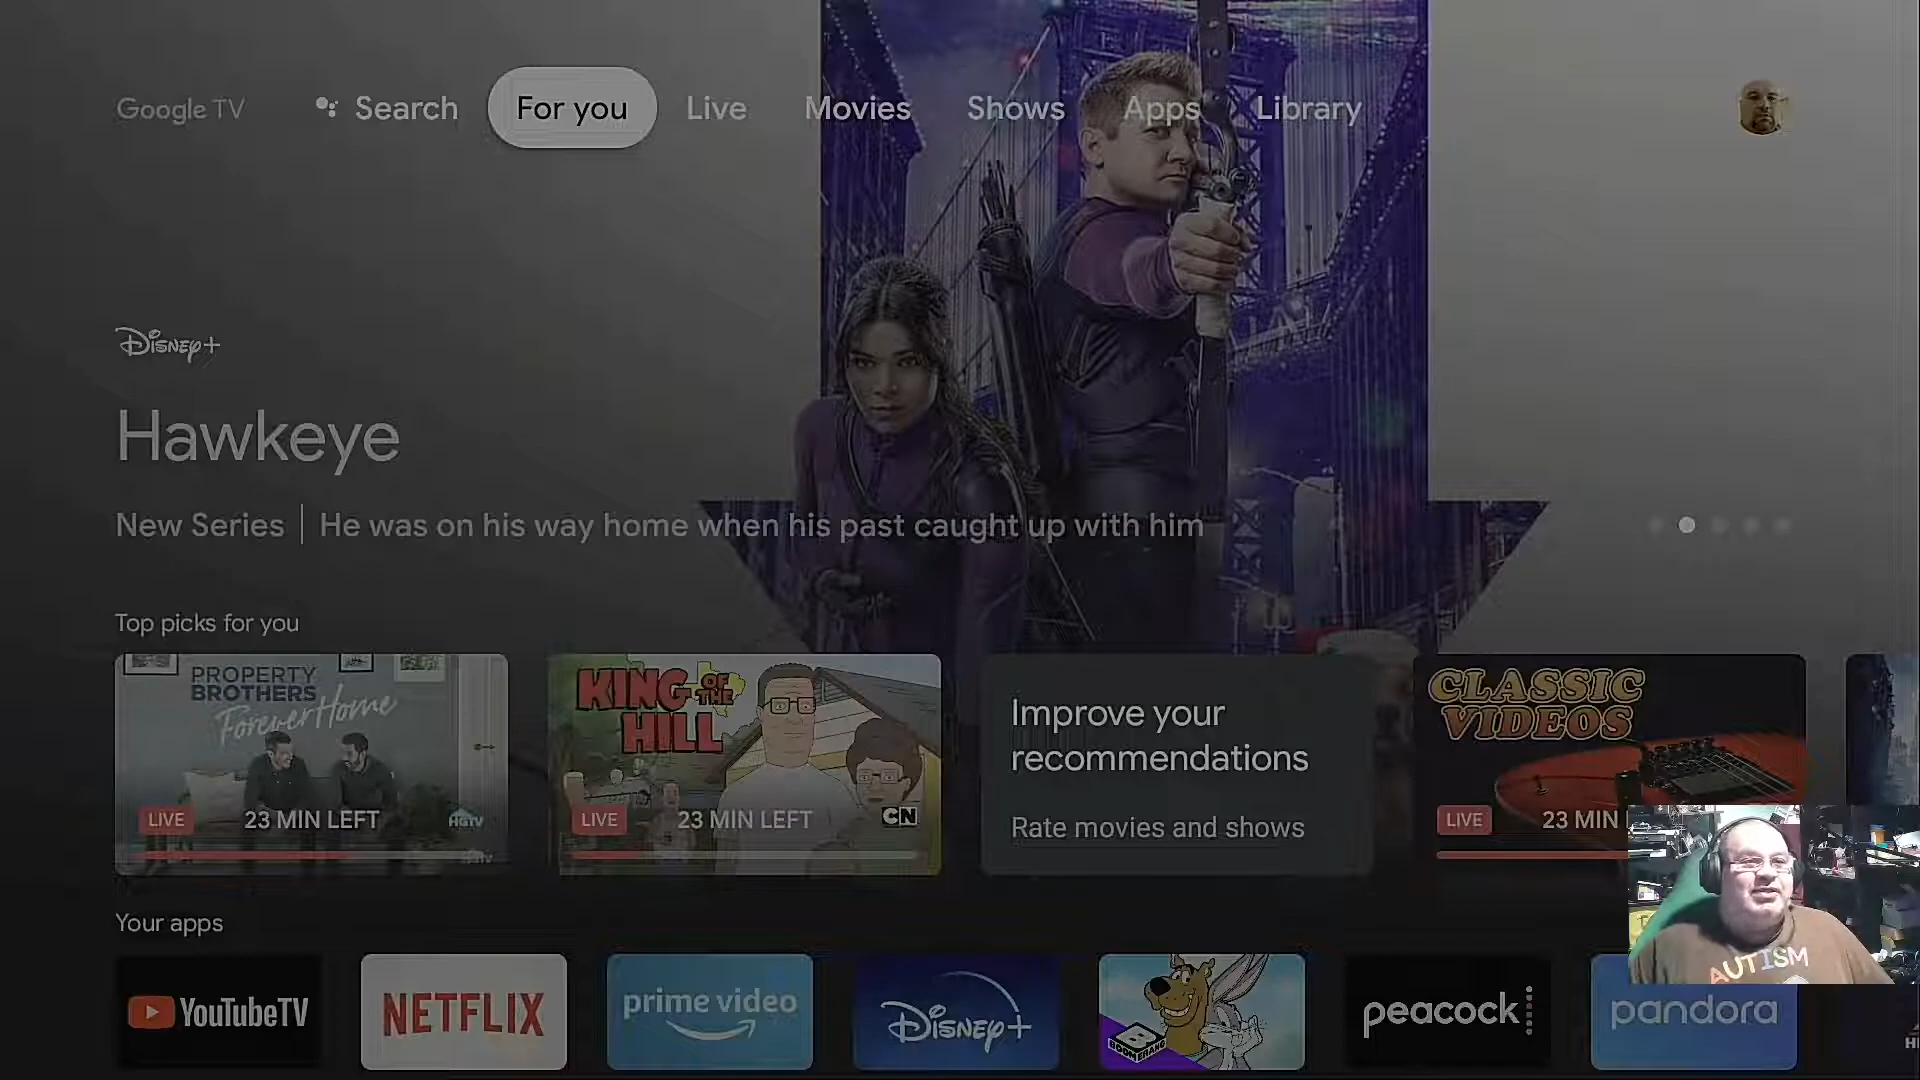 Google TV
Search
For you
Live
Movies
Shows
Apps
Library
Disney+
Hawkeye
New Series | He was on his way home when his past caught up with him
Top picks for you
PROPERTY
BROTHERS
Forever Home
LIVE
23 MIN LEFT
HGTV
KING OF THE
HILL
LIVE
23 MIN LEFT
CN
Improve your
recommendations
Rate movies and shows
CLASSIC
VIDEOS
LIVE
23 MIN
AUTISM
Your apps
YouTubeTV
NETFLIX
prime video
Disney+
B
BOOMERANG
peacock
pandora